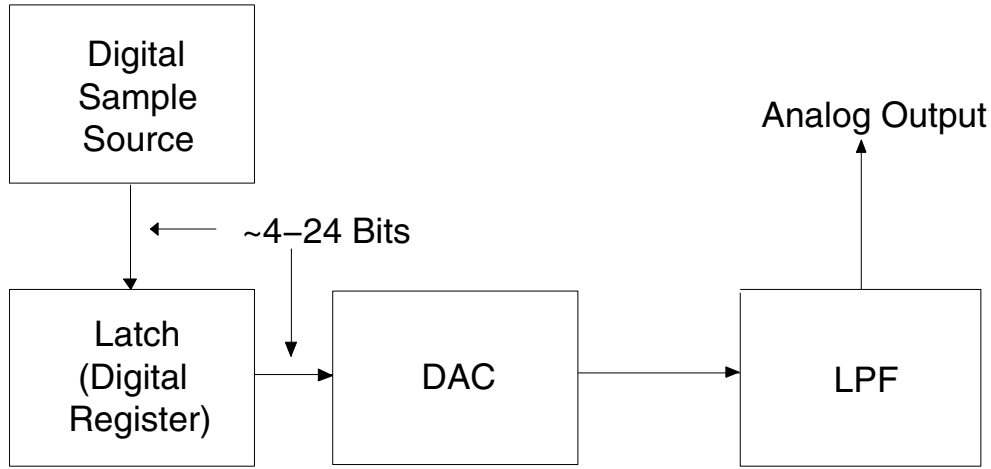 Digital
Sample
Source
Analog Output
~4–24 Bits
Latch
(Digital
Register)
DAC
LPF